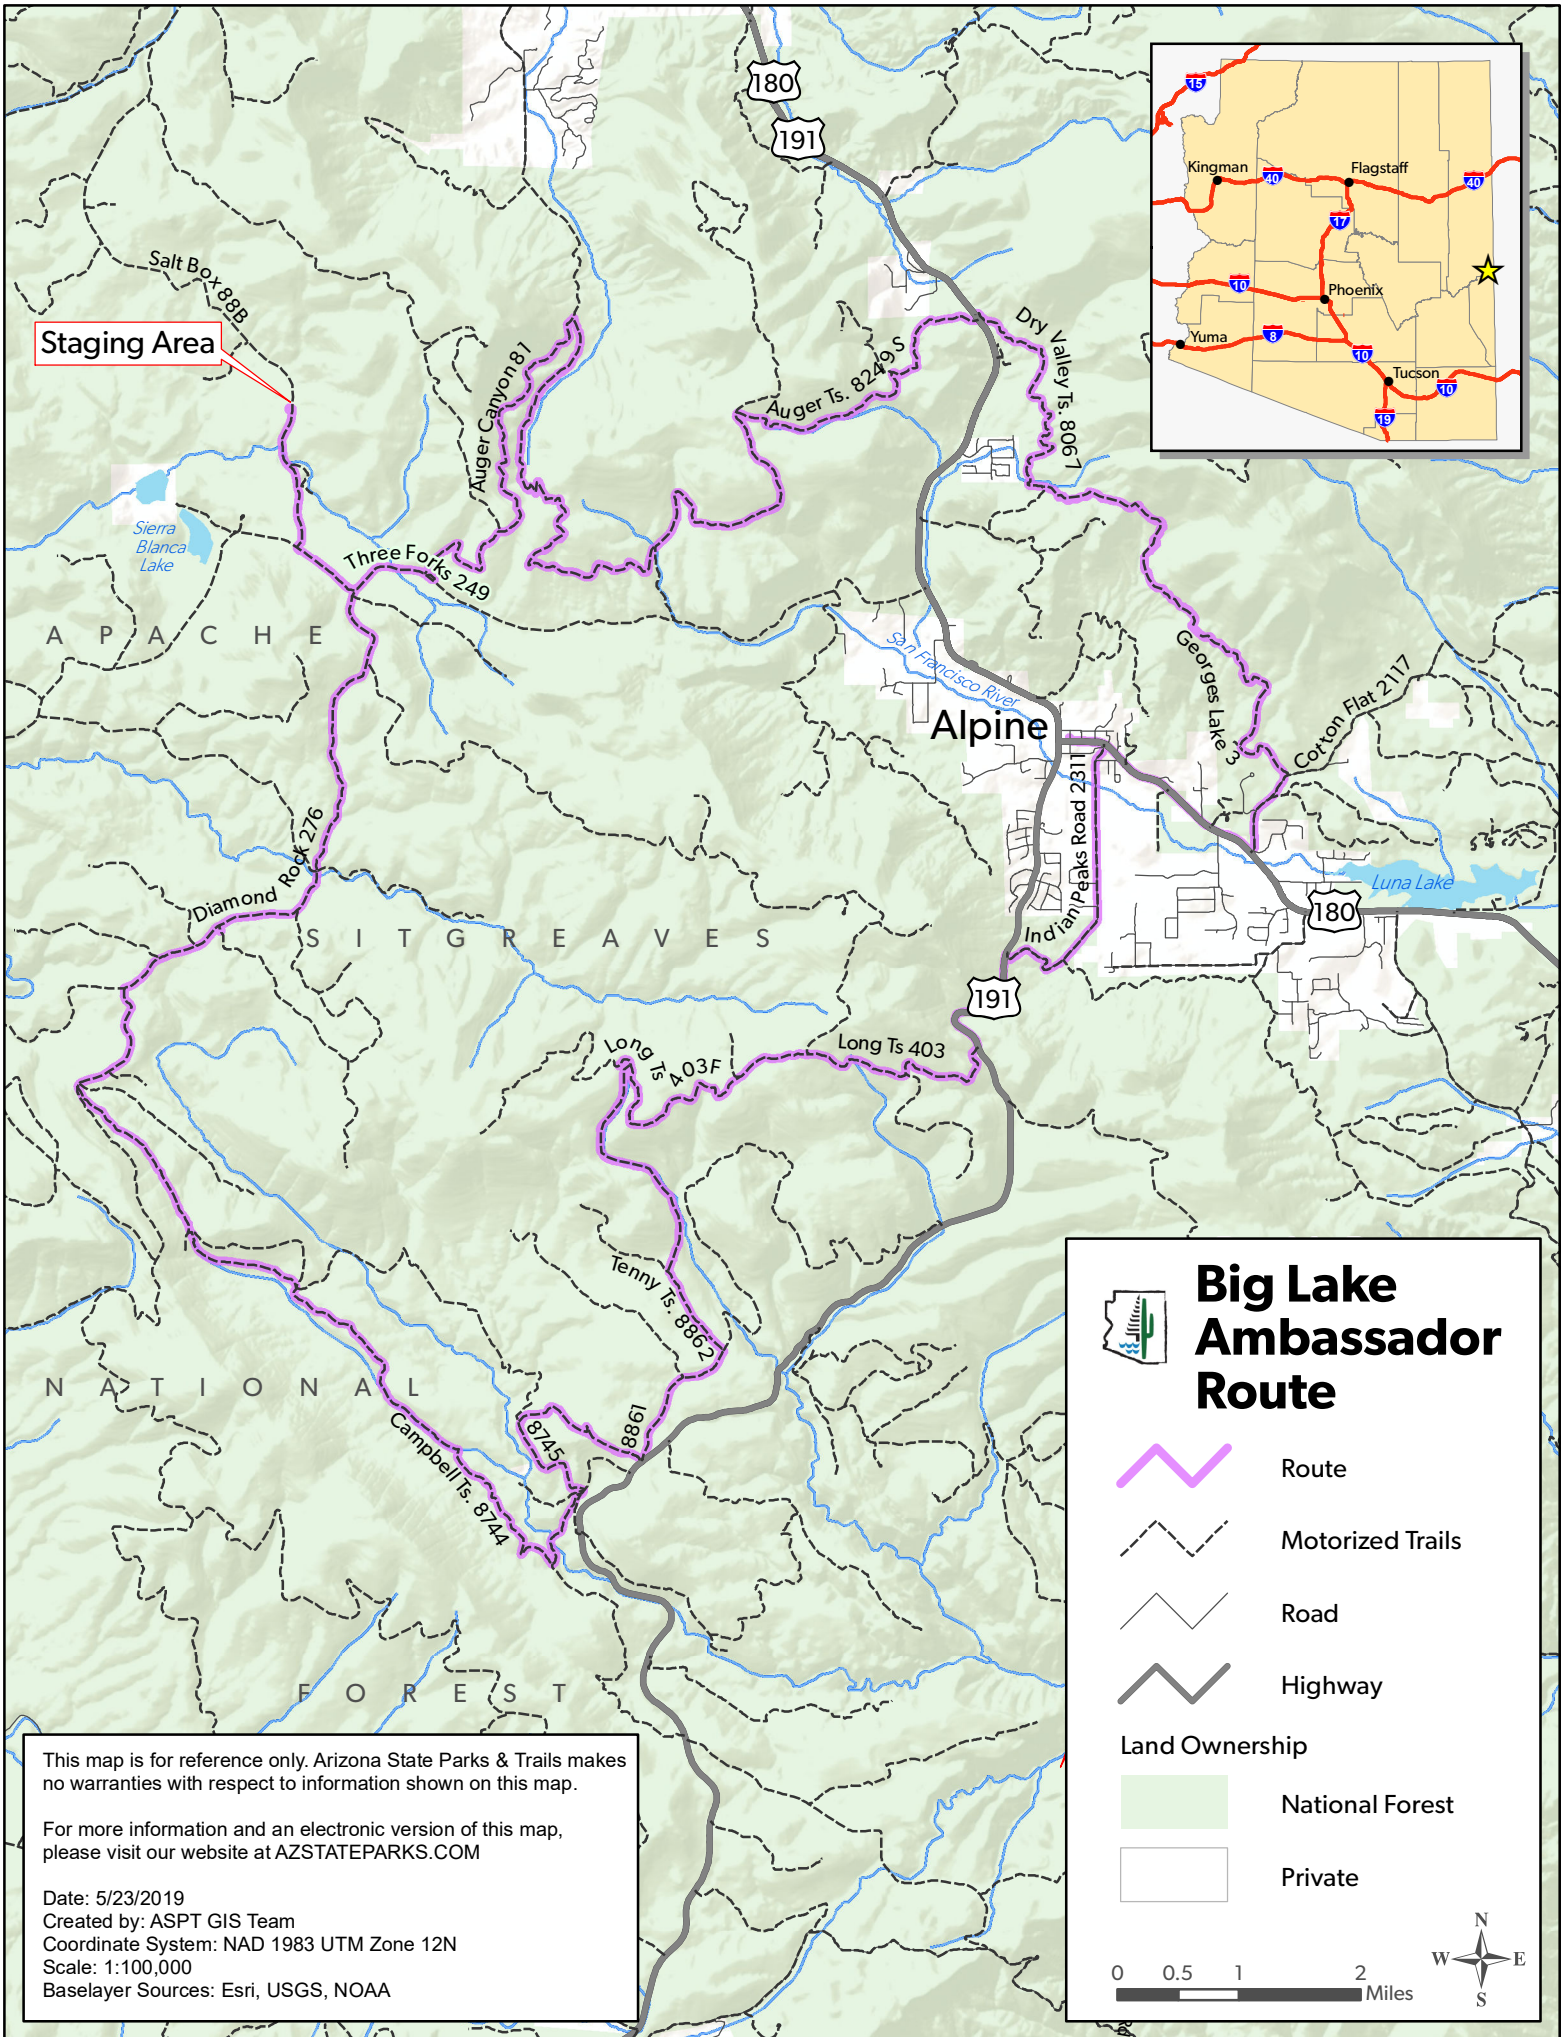 180
191
15
Kingman
40
Flagstaff
40
17
10
Phoenix
Yuma
8
10
Tucson
10
19
Salt Box 88B
Staging Area
Auger Canyon 81
Auger Ts. 8249 S
Dry Valley Ts. 8067
Sierra
Blanca
Lake
Three Forks 249
APACHE
San Francisco River
Georges Lake 3
Cotton Flat 2117
Alpine
Indian Peaks Road 2311
Diamond Rock 276
Luna Lake
180
SITGREAVES
191
Long Ts 403F
Long Ts 403
Tenny Ts. 8862
NATIONAL
Campbell Ts. 8744
8745
8861
FOREST
Big Lake
Ambassador
Route
Route
Motorized Trails
Road
Highway
Land Ownership
National Forest
Private
N
W E
S
0 0.5 1 2
Miles
This map is for reference only. Arizona State Parks & Trails makes
no warranties with respect to information shown on this map.
For more information and an electronic version of this map,
please visit our website at AZSTATEPARKS.COM
Date: 5/23/2019
Created by: ASPT GIS Team
Coordinate System: NAD 1983 UTM Zone 12N
Scale: 1:100,000
Baselayer Sources: Esri, USGS, NOAA